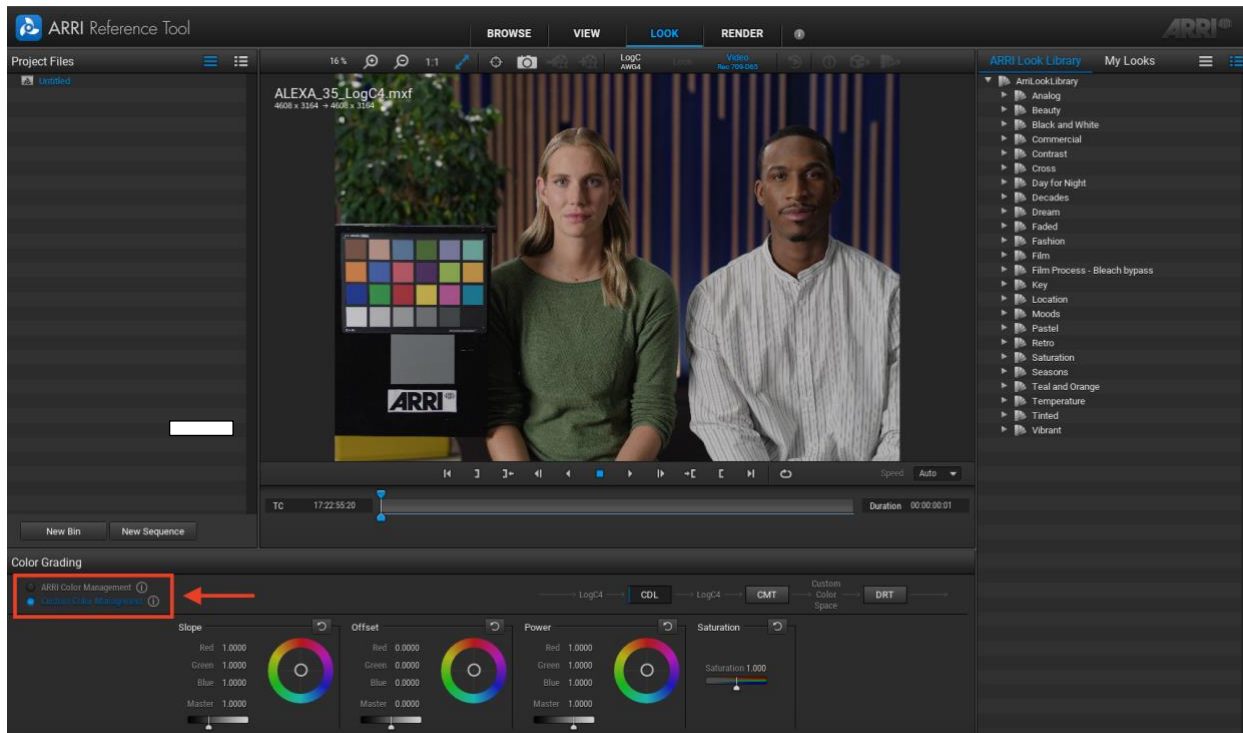 ARRI Reference Tool
BROWSE VIEW LOOK RENDER
ARRI
Project Files
16% 1:1 LogC AWG4 Look Video Rec 709-D65
ARRI Look Library My Looks
Untitled
ALEXA_35_LogC4.mxf
4608 x 3164 → 4608 x 3164
ArriLookLibrary
Analog
Beauty
Black and White
Commercial
Contrast
Cross
Day for Night
Decades
Dream
Faded
Fashion
Film
Film Process - Bleach bypass
Key
Location
Moods
Pastel
Retro
Saturation
Seasons
Teal and Orange
Temperature
Tinted
Vibrant
ARRI
Speed Auto
TC 17:22:55:20 Duration 00:00:00:01
New Bin New Sequence
Color Grading
ARRI Color Management
Custom Color Management
LogC4 CDL LogC4 CMT Custom Color Space DRT
Slope Offset Power Saturation
Red 1.0000 Red 0.0000 Red 1.0000
Green 1.0000 Green 0.0000 Green 1.0000
Saturation 1.000
Blue 1.0000 Blue 0.0000 Blue 1.0000
Master 1.0000 Master 0.0000 Master 1.0000